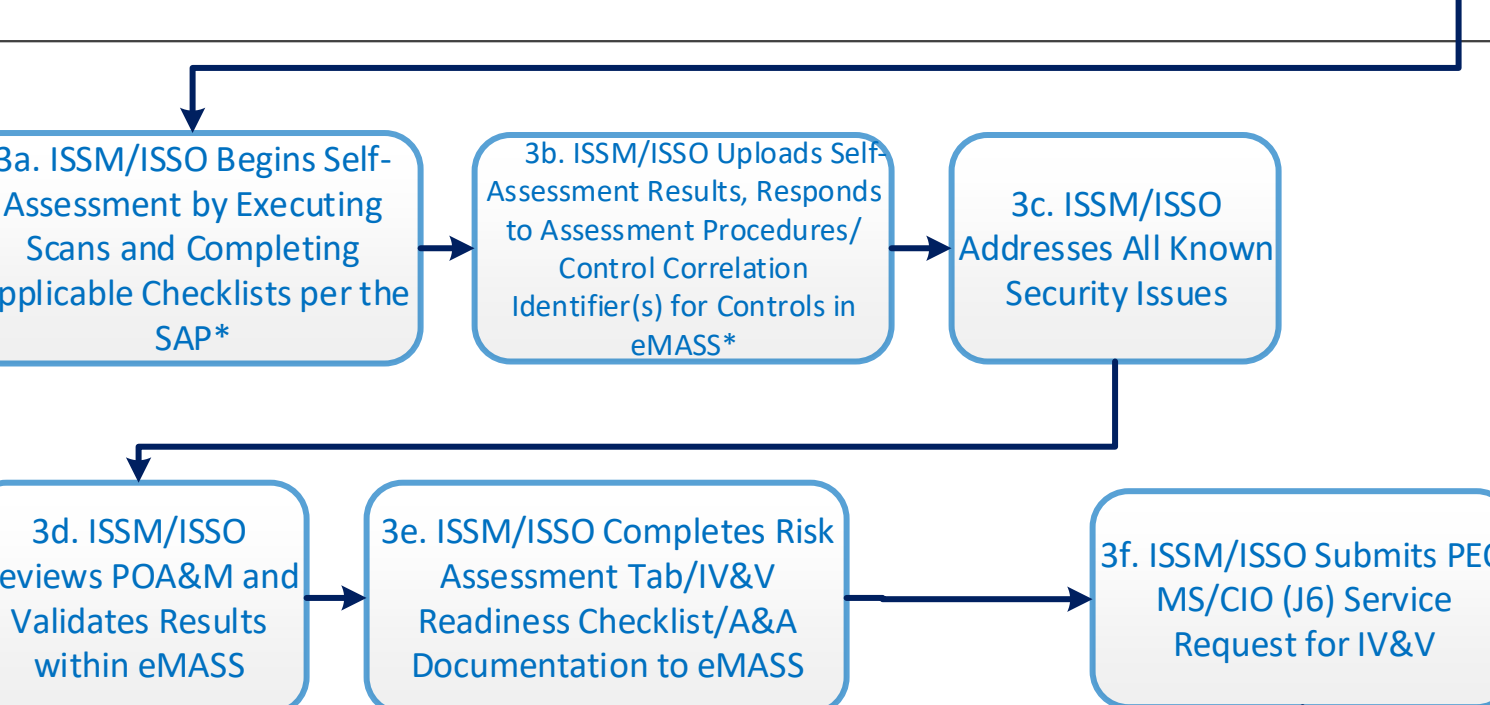 3a. ISSM/ISSO Begins Self-
Assessment by Executing
Scans and Completing
pplicable Checklists per the
SAP*
3b. ISSM/ISSO Uploads Self-
Assessment Results, Responds
to Assessment Procedures/
Control Correlation
Identifier(s) for Controls in
eMASS*
3c. ISSM/ISSO
Addresses All Known
Security Issues
3d. ISSM/ISSO
eviews POA&M and
Validates Results
within eMASS
3e. ISSM/ISSO Completes Risk
Assessment Tab/IV&V
Readiness Checklist/A&A
Documentation to eMASS
3f. ISSM/ISSO Submits PEO
MS/CIO (J6) Service
Request for IV&V